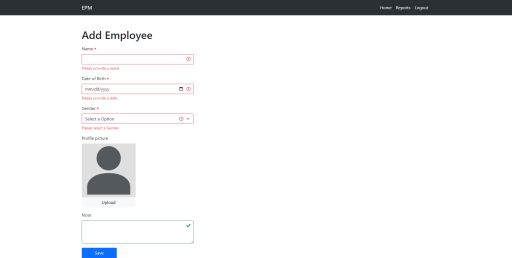 EPM
Home Reports Logout
Add Employee
Name *
Please provide a name.
Date of Birth *
mm/dd/yyyy
Please provide a date.
Gender *
Select a Option
Please select a Gender.
Profile picture
Upload
Note
Save